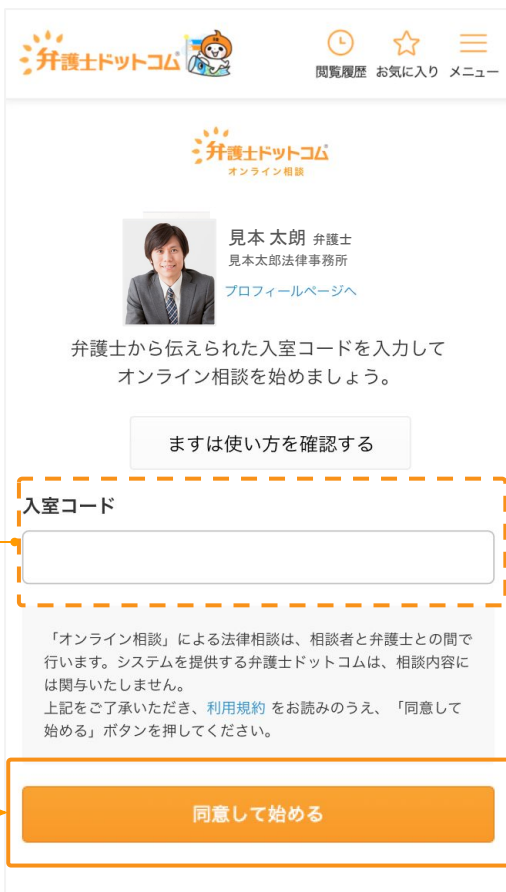 弁護士ドットコム
閲覧履歴 お気に入り メニュー
弁護士ドットコム
オンライン相談
見本 太朗 弁護士
見本太郎法律事務所
プロフィールページへ
弁護士から伝えられた入室コードを入力して
オンライン相談を始めましょう。
ますは使い方を確認する
入室コード
「オンライン相談」による法律相談は、相談者と弁護士との間で
行います。システムを提供する弁護士ドットコムは、相談内容に
は関与いたしません。
上記をご了承いただき、利用規約 をお読みのうえ、「同意して
始める」ボタンを押してください。
同意して始める